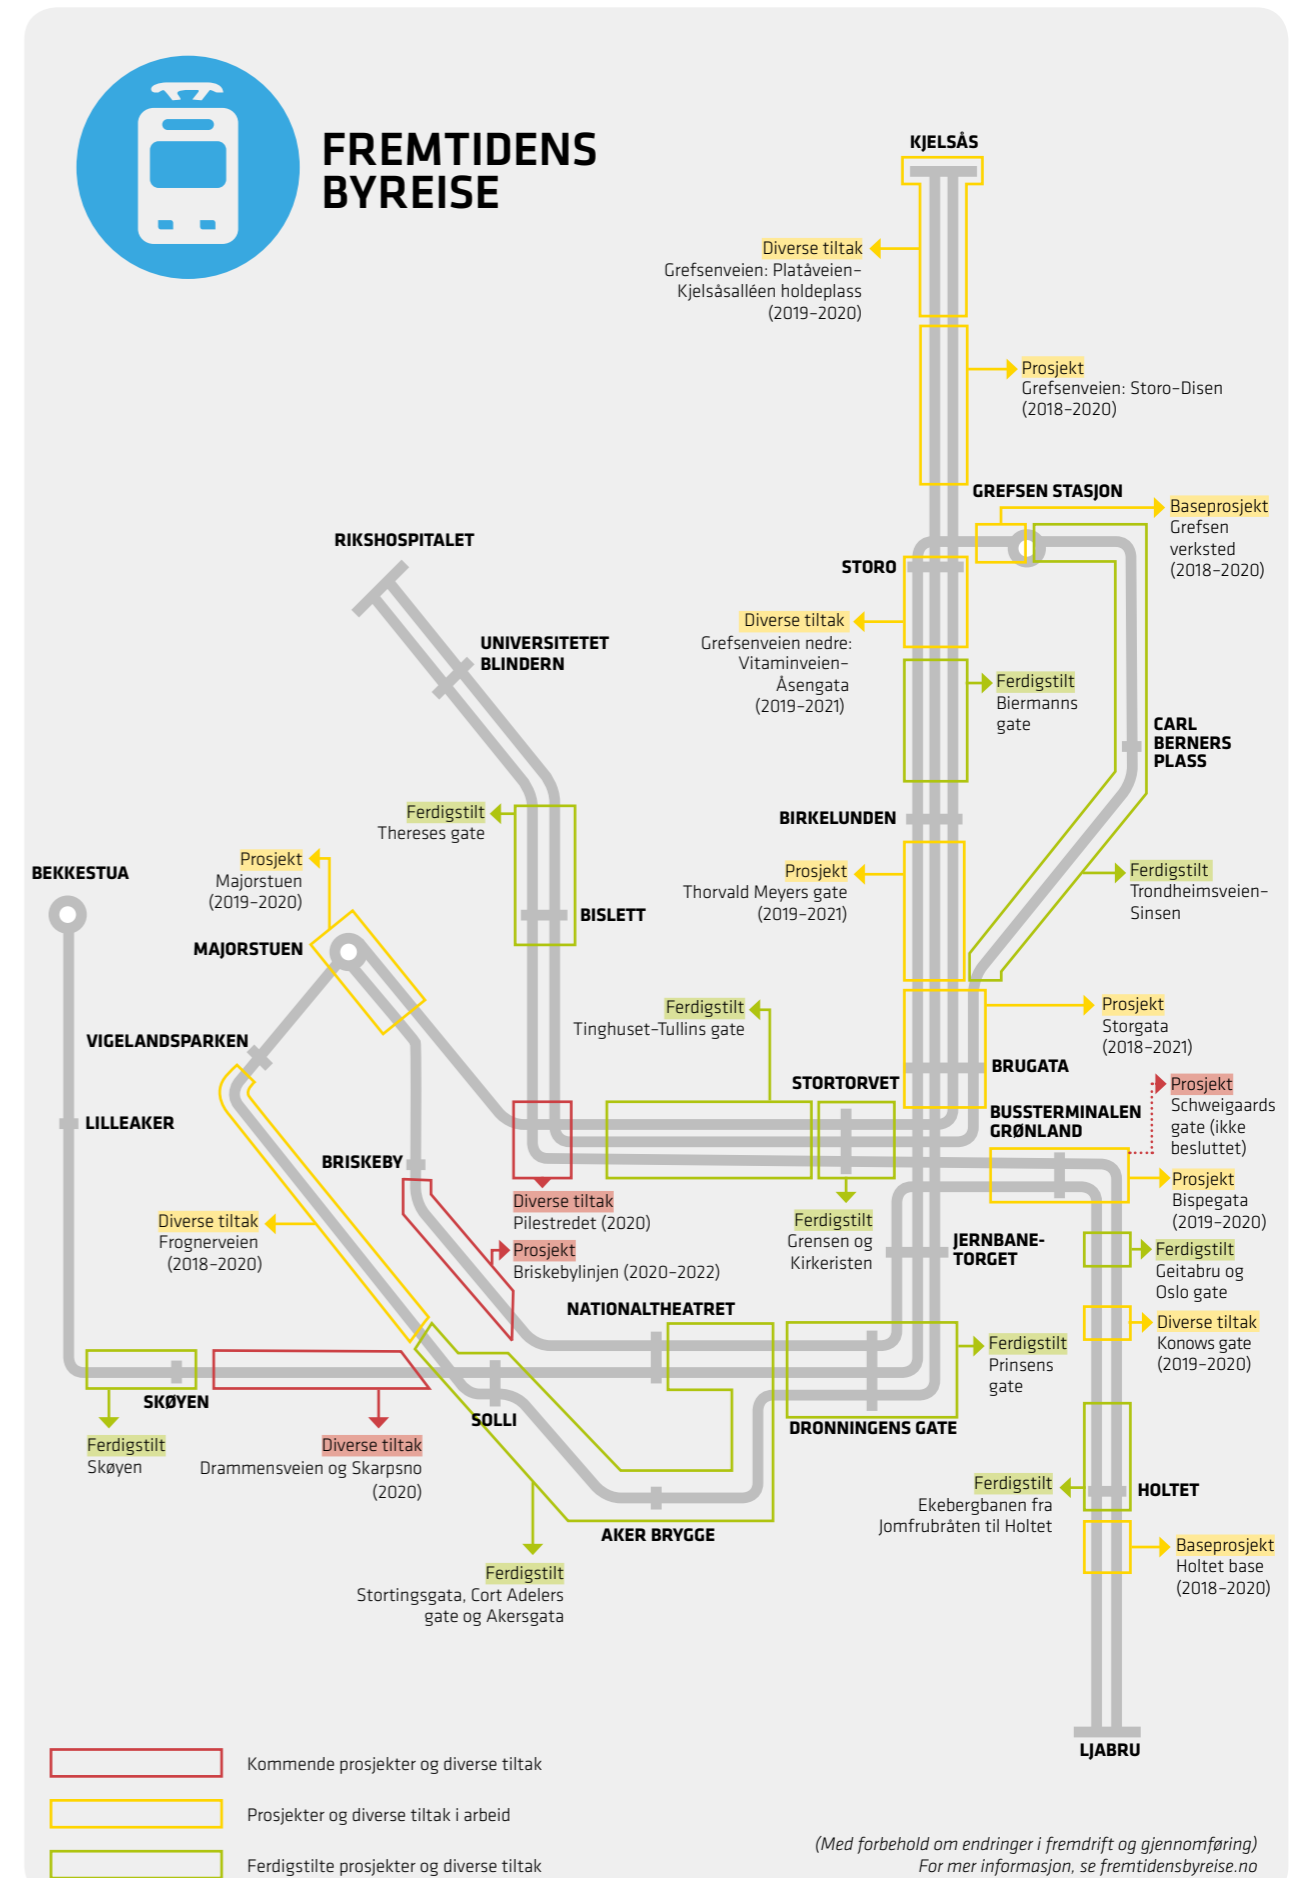 FREMTIDENS
BYREISE
KJELSÅS
Diverse tiltak
Grefsenveien: Platåveien–
Kjelsåsalléen holdeplass
(2019–2020)
Prosjekt
Grefsenveien: Storo–Disen
(2018–2020)
GREFSEN STASJON
Baseprosjekt
Grefsen
verksted
(2018–2020)
RIKSHOSPITALET
STORO
Diverse tiltak
Grefsenveien nedre:
Vitaminveien–
Åsengata
(2019–2021)
UNIVERSITETET
BLINDERN
Ferdigstilt
Biermanns
gate
CARL
BERNERS
PLASS
Ferdigstilt
Thereses gate
BIRKELUNDEN
Prosjekt
Majorstuen
(2019–2020)
Prosjekt
Thorvald Meyers gate
(2019–2021)
Ferdigstilt
Trondheimsveien–
Sinsen
BEKKESTUA
BISLETT
MAJORSTUEN
Ferdigstilt
Tinghuset–Tullins gate
Prosjekt
Storgata
(2018–2021)
VIGELANDSPARKEN
BRUGATA
STORTORVET
BUSSTERMINALEN
GRØNLAND
Prosjekt
Schweigaards
gate (ikke
besluttet)
LILLEAKER
BRISKEBY
Diverse tiltak
Pilestredet (2020)
Prosjekt
Bispegata
(2019–2020)
Diverse tiltak
Frognerveien
(2018–2020)
Prosjekt
Briskebylinjen (2020–2022)
Ferdigstilt
Grensen og
Kirkeristen
JERNBANE-
TORGET
Ferdigstilt
Geitabru og
Oslo gate
NATIONALTHEATRET
Diverse tiltak
Konows gate
(2019–2020)
Ferdigstilt
Prinsens
gate
SKØYEN
SOLLI
DRONNINGENS GATE
Ferdigstilt
Skøyen
Diverse tiltak
Drammensveien og Skarpsno
(2020)
Ferdigstilt
Ekebergbanen fra
Jomfrubråten til Holtet
HOLTET
AKER BRYGGE
Baseprosjekt
Holtet base
(2018–2020)
Ferdigstilt
Stortingsgata, Cort Adelers
gate og Akersgata
LJABRU
Kommende prosjekter og diverse tiltak
Prosjekter og diverse tiltak i arbeid
Ferdigstilte prosjekter og diverse tiltak
(Med forbehold om endringer i fremdrift og gjennomføring)
For mer informasjon, se fremtidensbyreise.no